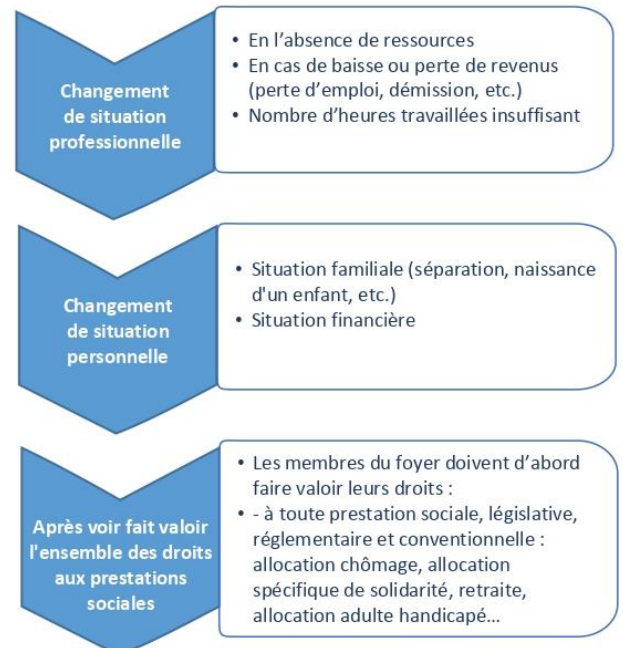 Changement
de situation
professionnelle
• En l’absence de ressources
• En cas de baisse ou perte de revenus
(perte d’emploi, démission, etc.)
• Nombre d’heures travaillées insuffisant
Changement
de situation
personnelle
• Situation familiale (séparation, naissance
d'un enfant, etc.)
• Situation financière
Après voir fait valoir
l'ensemble des droits
aux prestations
sociales
• Les membres du foyer doivent d’abord
faire valoir leurs droits :
• - à toute prestation sociale, législative,
réglementaire et conventionnelle :
allocation chômage, allocation
spécifique de solidarité, retraite,
allocation adulte handicapé...